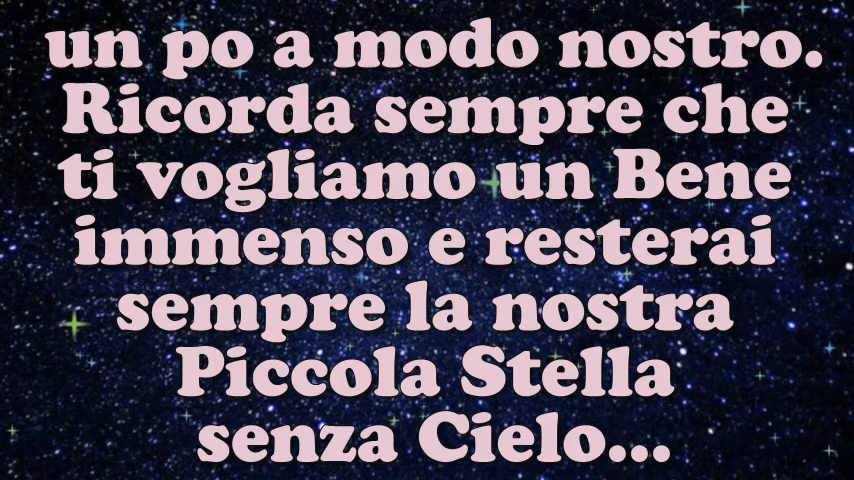 un po a modo nostro.
Ricorda sempre che
ti vogliamo un Bene
immenso e resterai
sempre la nostra
Piccola Stella
senza Cielo...